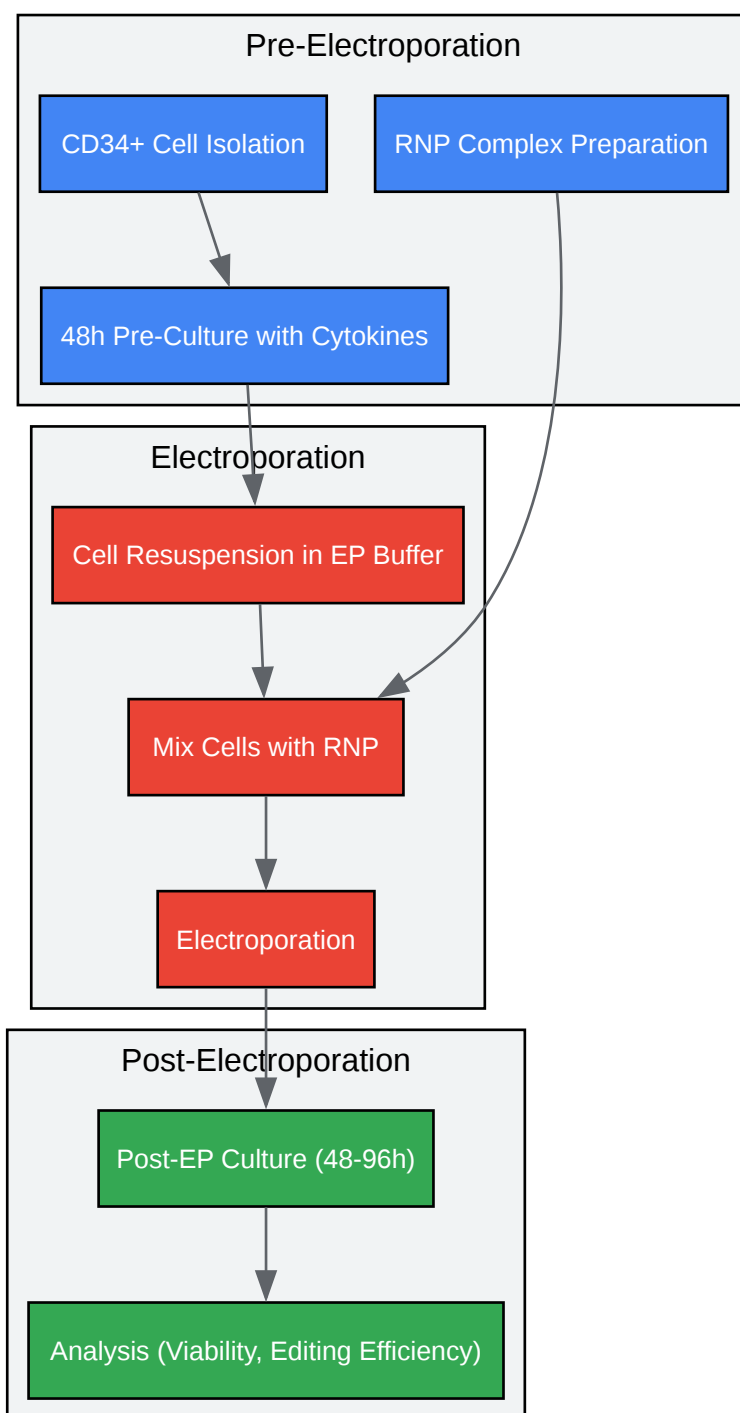 Pre-Electroporation
CD34+ Cell Isolation
RNP Complex Preparation
48h Pre-Culture with Cytokines
Electroporation
Cell Resuspension in EP Buffer
Mix Cells with RNP
Electroporation
Post-Electroporation
Post-EP Culture (48-96h)
Analysis (Viability, Editing Efficiency)